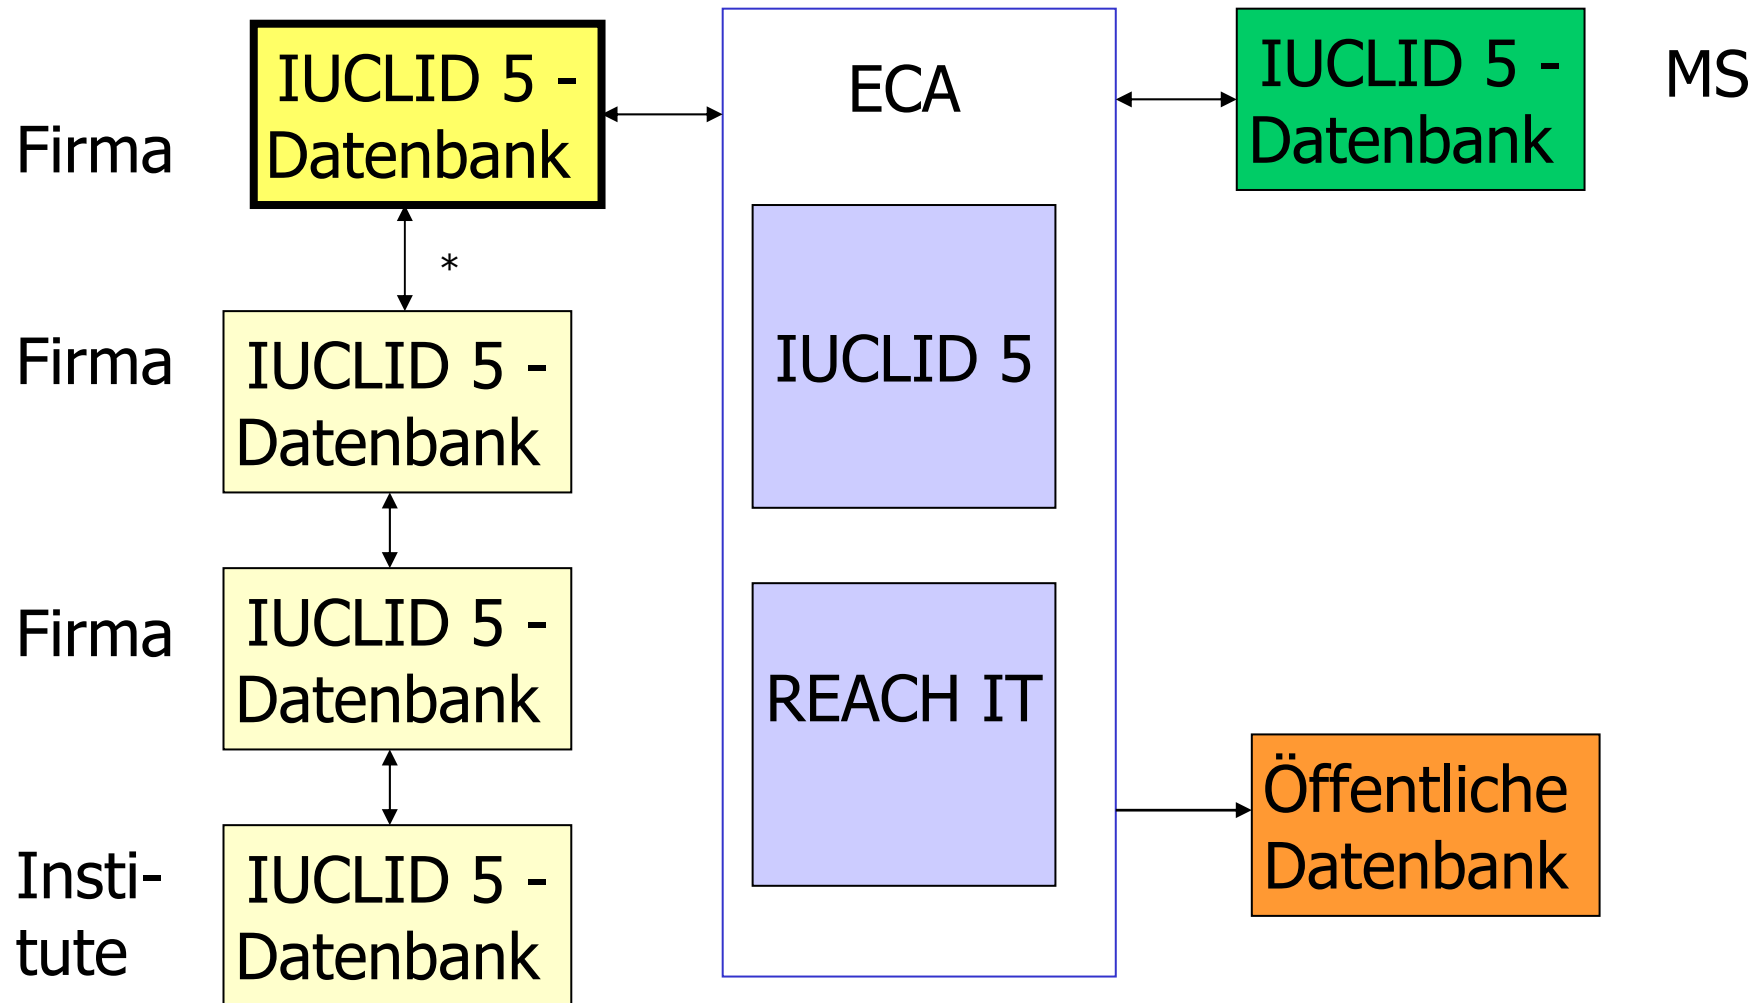 Firma
IUCLID 5 -
Datenbank
*
Firma
IUCLID 5 -
Datenbank
Firma
IUCLID 5 -
Datenbank
Insti-
tute
IUCLID 5 -
Datenbank
ECA
IUCLID 5
REACH IT
IUCLID 5 -
Datenbank
MS
Öffentliche
Datenbank